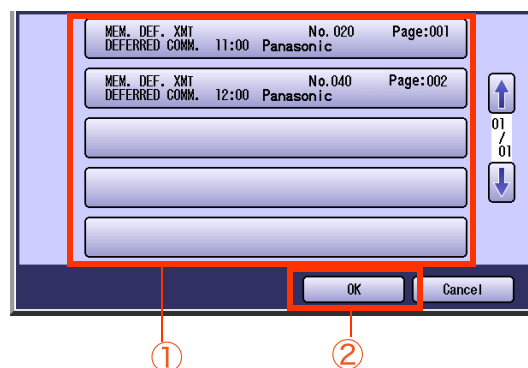 MEM. DEF. XMT No. 020 Page:001
DEFERRED COMM. 11:00 Panasonic
MEM. DEF. XMT No. 040 Page:002
DEFERRED COMM. 12:00 Panasonic
01
/
01
OK Cancel
① ②